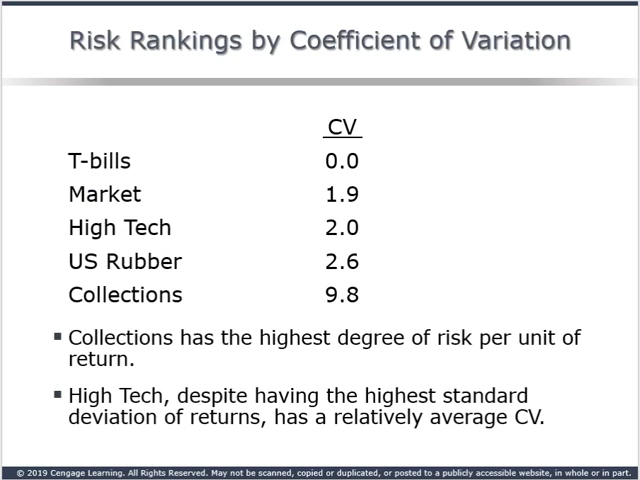 Risk Rankings by Coefficient of Variation
CV
T-bills 0.0
Market 1.9
High Tech 2.0
US Rubber 2.6
Collections 9.8
▪ Collections has the highest degree of risk per unit of
return.
▪ High Tech, despite having the highest standard
deviation of returns, has a relatively average CV.
© 2019 Cengage Learning. All Rights Reserved. May not be scanned, copied or duplicated, or posted to a publicly accessible website, in whole or in part.